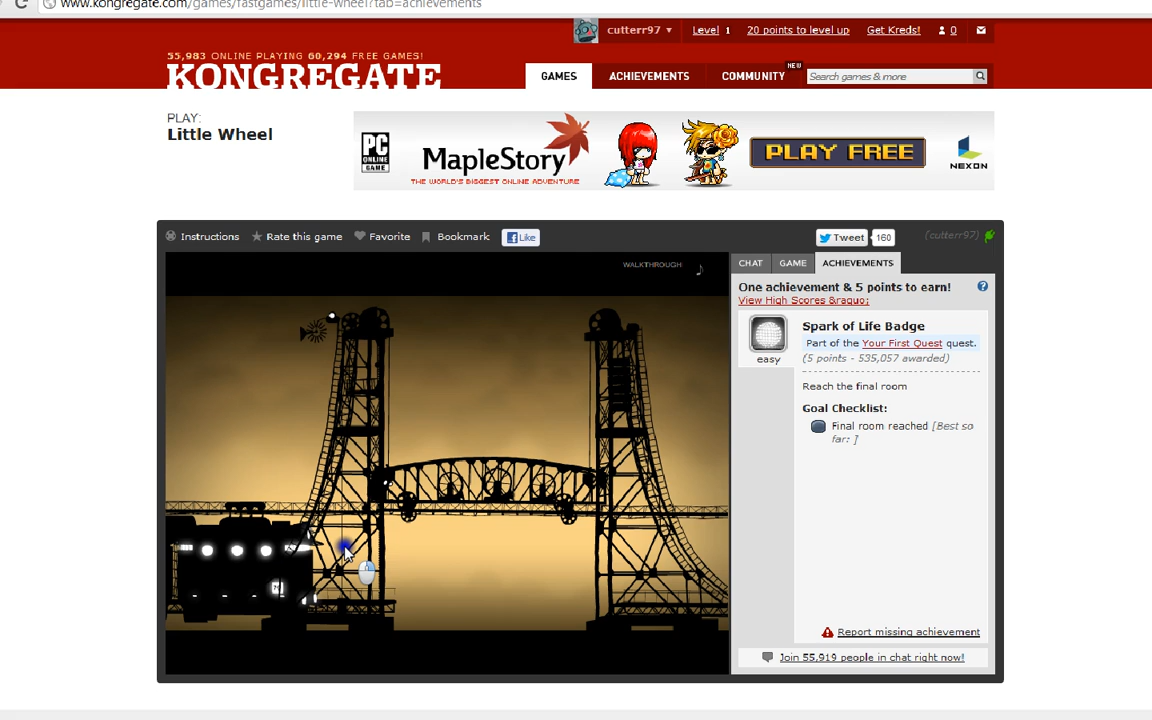 www.kongregate.com/games/fastgames/little-wheel?tab=achievements
cutterr97 Level 1 20 points to level up Get Kreds! 0
55,983 ONLINE PLAYING 60,294 FREE GAMES!
KONGREGATE
GAMES ACHIEVEMENTS COMMUNITY NEW Search games & more
PLAY:
Little Wheel
PC ONLINE GAME MapleStory THE WORLD'S BIGGEST ONLINE ADVENTURE PLAY FREE NEXON
Instructions Rate this game Favorite Bookmark Like Tweet 160 (cutterr97)
WALKTHROUGH
CHAT GAME ACHIEVEMENTS
One achievement & 5 points to earn! ?
View High Scores &raquo;
Spark of Life Badge
Part of the Your First Quest quest.
easy (5 points - 535,057 awarded)
Reach the final room
Goal Checklist:
Final room reached [Best so
far: ]
Report missing achievement
Join 55,919 people in chat right now!